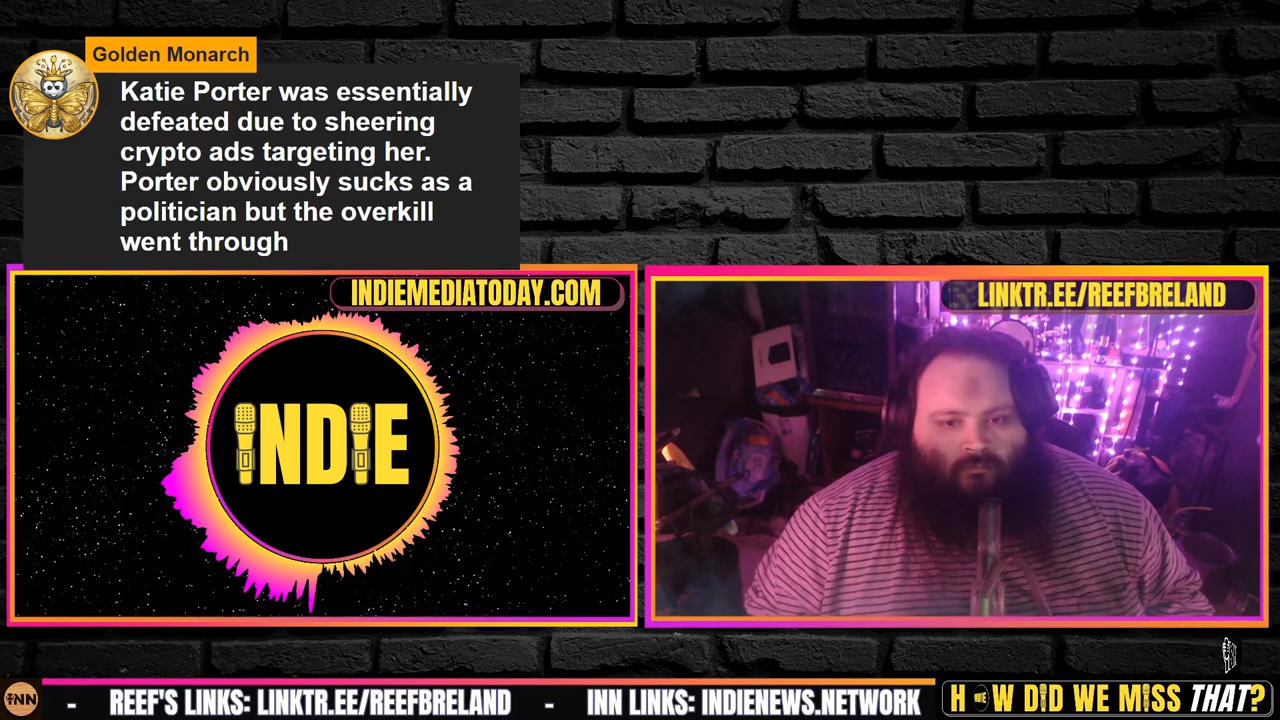 Golden Monarch
Katie Porter was essentially
defeated due to sheering
crypto ads targeting her.
Porter obviously sucks as a
politician but the overkill
went through
INDIEMEDIATODAY.COM
LINKTR.EE/REEFBRELAND
INDIE
INN
- REEF'S LINKS: LINKTR.EE/REEFBRELAND - INN LINKS: INDIENEWS.NETWORK
HOW DID WE MISS THAT?